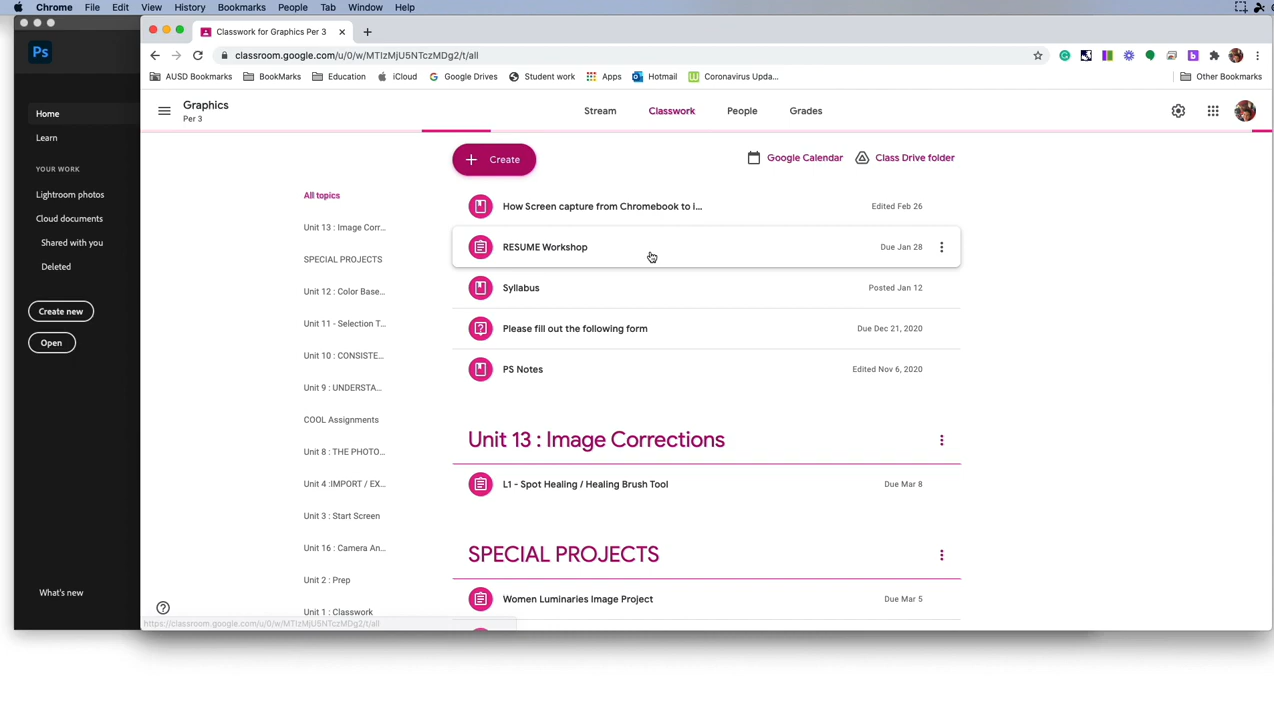 Chrome File Edit View History Bookmarks People Tab Window Help
Classwork for Graphics Per 3
classroom.google.com/u/0/w/MTIzMjU5NTczMDg2/t/all
AUSD Bookmarks BookMarks Education iCloud Google Drives Student work Apps Hotmail Coronavirus Upda... Other Bookmarks
Ps
Home
Learn
YOUR WORK
Lightroom photos
Cloud documents
Shared with you
Deleted
Create new
Open
What's new
Graphics
Per 3
Stream Classwork People Grades
Create
Google Calendar Class Drive folder
All topics
Unit 13 : Image Corr...
SPECIAL PROJECTS
Unit 12 : Color Base...
Unit 11 - Selection T...
Unit 10 : CONSISTE...
Unit 9 : UNDERSTA...
COOL Assignments
Unit 8 : THE PHOTO...
Unit 4 :IMPORT / EX...
Unit 3 : Start Screen
Unit 16 : Camera An...
Unit 2 : Prep
Unit 1 : Classwork
How Screen capture from Chromebook to i... Edited Feb 26
RESUME Workshop Due Jan 28
Syllabus Posted Jan 12
Please fill out the following form Due Dec 21, 2020
PS Notes Edited Nov 6, 2020
Unit 13 : Image Corrections
L1 - Spot Healing / Healing Brush Tool Due Mar 8
SPECIAL PROJECTS
Women Luminaries Image Project Due Mar 5
https://classroom.google.com/u/0/w/MTIzMjU5NTczMDg2/t/all